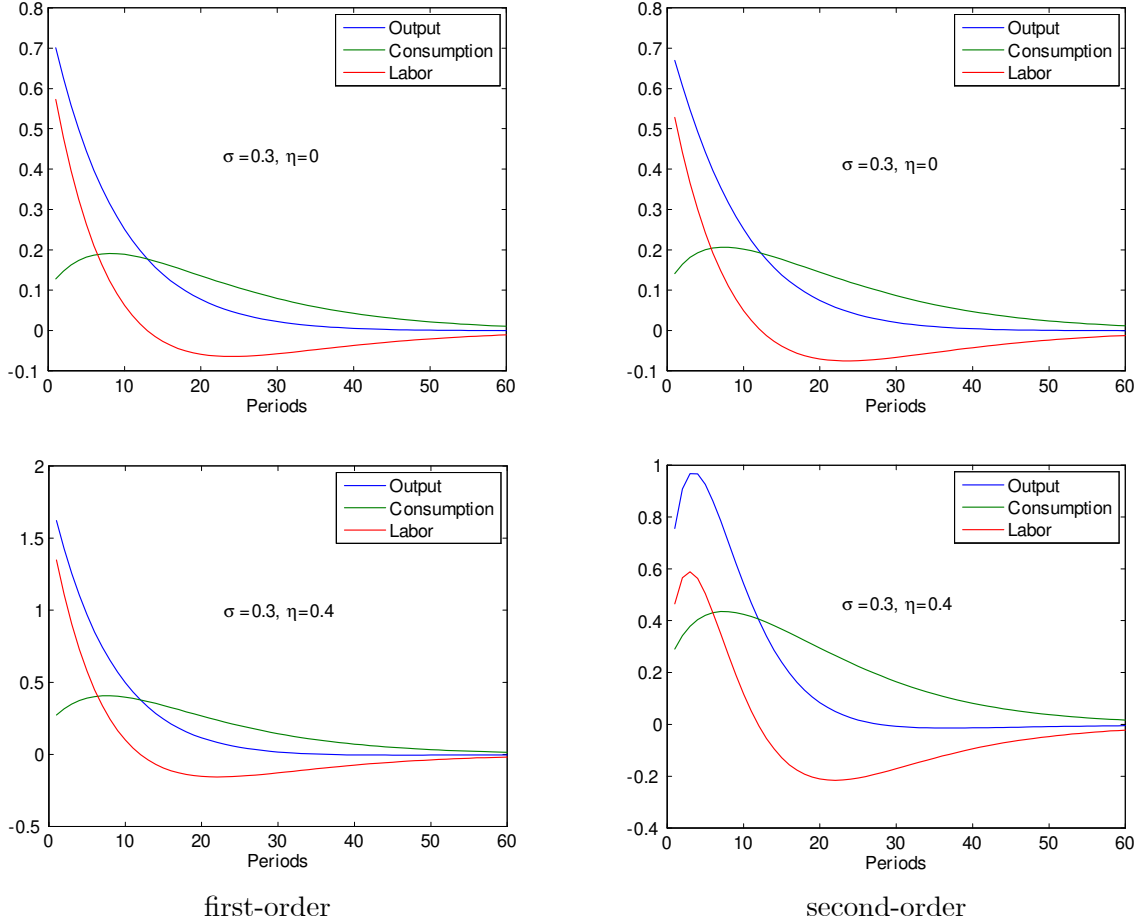 0.8
0.7
0.6
0.5
0.4
0.3
0.2
0.1
0
-0.1
0 10 20 30 40 50 60
Periods
Output
Consumption
Labor
σ =0.3, η=0
0.8
0.7
0.6
0.5
0.4
0.3
0.2
0.1
0
-0.1
0 10 20 30 40 50 60
Periods
Output
Consumption
Labor
σ =0.3, η=0
2
1.5
1
0.5
0
-0.5
0 10 20 30 40 50 60
Periods
Output
Consumption
Labor
σ =0.3, η=0.4
first-order
1
0.8
0.6
0.4
0.2
0
-0.2
-0.4
0 10 20 30 40 50 60
Periods
Output
Consumption
Labor
σ =0.3, η=0.4
second-order